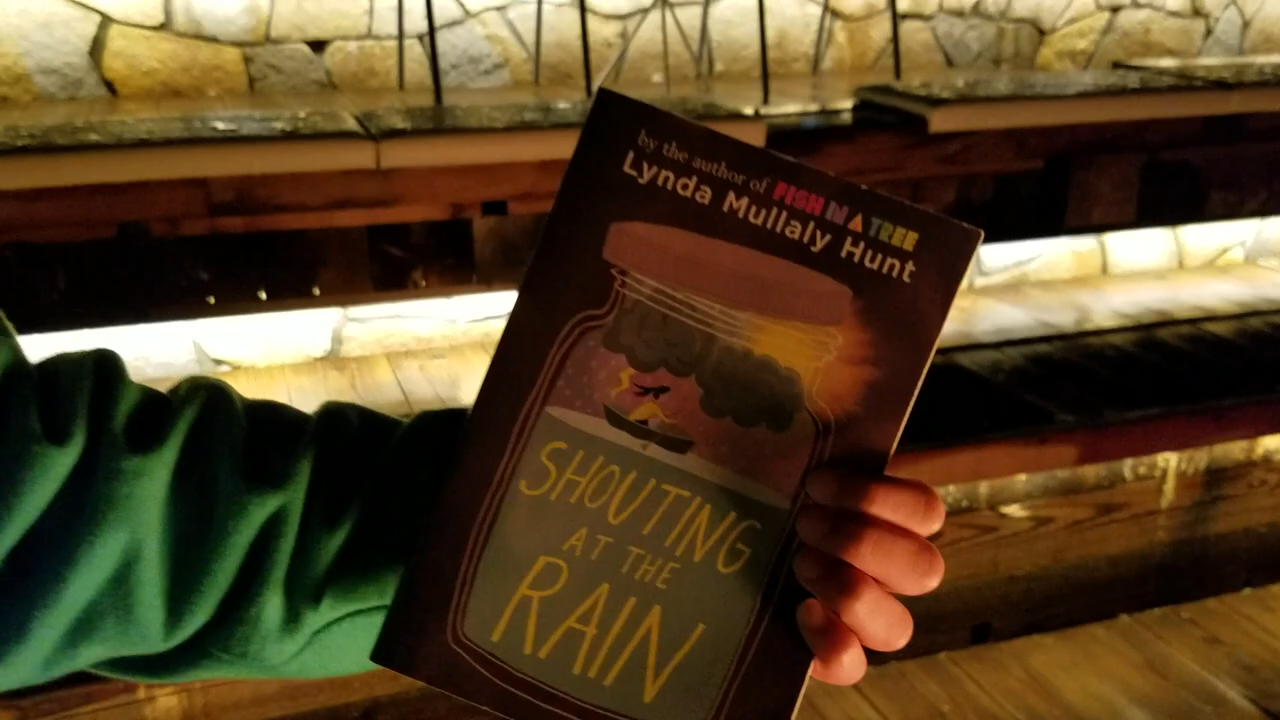 by the author of FISH IN A TREE
Lynda Mullaly Hunt
SHOUTING
AT THE
RAIN